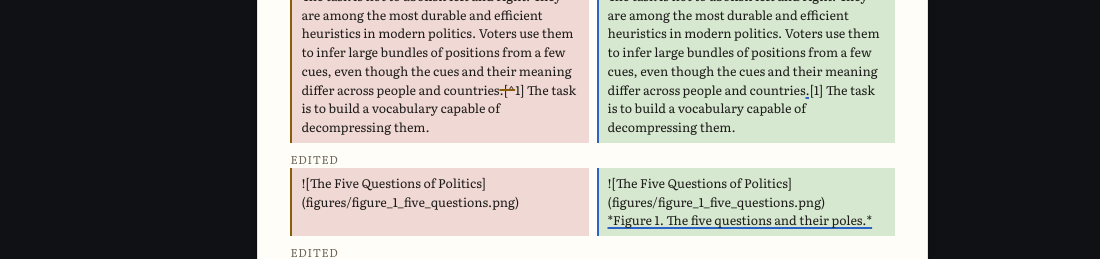 are among the most durable and efficient
heuristics in modern politics. Voters use them
to infer large bundles of positions from a few
cues, even though the cues and their meaning
differ across people and countries.[^1] The task
is to build a vocabulary capable of
decompressing them.
are among the most durable and efficient
heuristics in modern politics. Voters use them
to infer large bundles of positions from a few
cues, even though the cues and their meaning
differ across people and countries.[1] The task
is to build a vocabulary capable of
decompressing them.
EDITED
![The Five Questions of Politics]
(figures/figure_1_five_questions.png)
![The Five Questions of Politics]
(figures/figure_1_five_questions.png)
*Figure 1. The five questions and their poles.*
EDITED